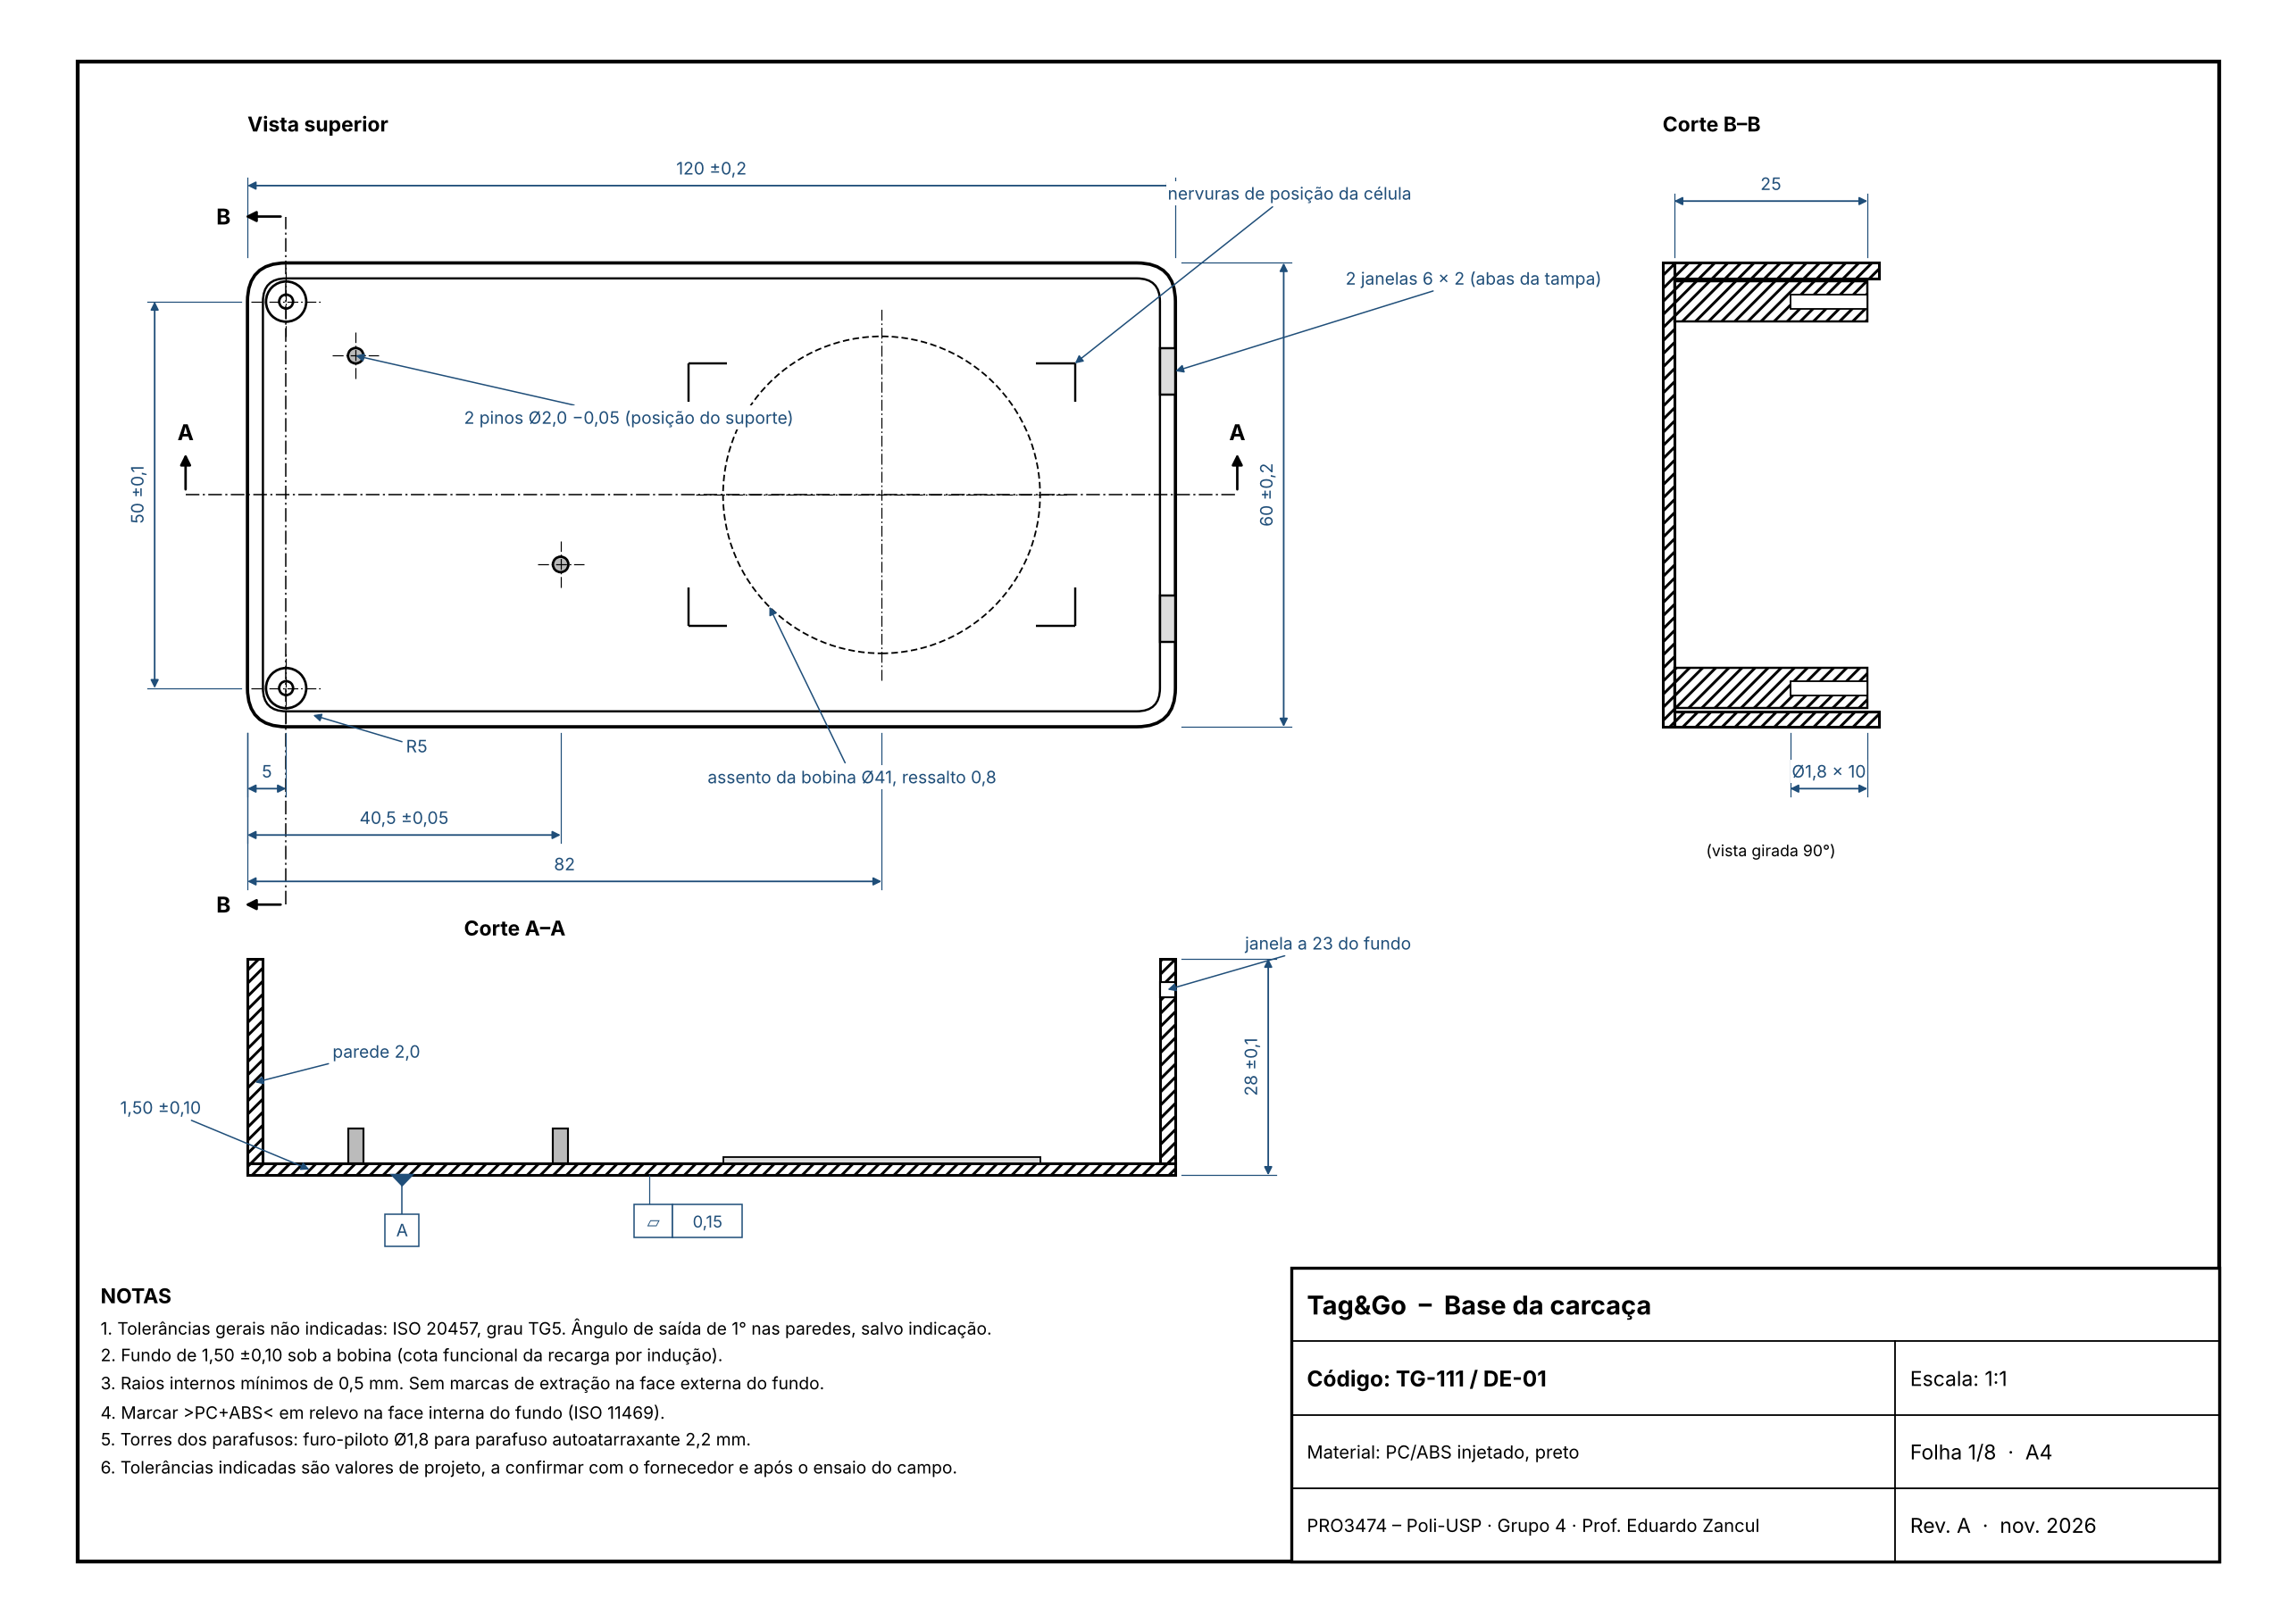 Vista superior
Corte B–B
120 ±0,2
nervuras de posição da célula
25
B
2 janelas 6 × 2 (abas da tampa)
2 pinos Ø2,0 −0,05 (posição do suporte)
A
A
50 ±0,1
60 ±0,2
R5
5
assento da bobina Ø41, ressalto 0,8
Ø1,8 × 10
40,5 ±0,05
(vista girada 90°)
82
B
Corte A–A
janela a 23 do fundo
parede 2,0
28 ±0,1
1,50 ±0,10
A
⏥ 0,15
NOTAS
1. Tolerâncias gerais não indicadas: ISO 20457, grau TG5. Ângulo de saída de 1° nas paredes, salvo indicação.
2. Fundo de 1,50 ±0,10 sob a bobina (cota funcional da recarga por indução).
3. Raios internos mínimos de 0,5 mm. Sem marcas de extração na face externa do fundo.
4. Marcar >PC+ABS< em relevo na face interna do fundo (ISO 11469).
5. Torres dos parafusos: furo-piloto Ø1,8 para parafuso autoatarraxante 2,2 mm.
6. Tolerâncias indicadas são valores de projeto, a confirmar com o fornecedor e após o ensaio do campo.
Tag&Go – Base da carcaça
Código: TG-111 / DE-01
Escala: 1:1
Material: PC/ABS injetado, preto
Folha 1/8 · A4
PRO3474 – Poli-USP · Grupo 4 · Prof. Eduardo Zancul
Rev. A · nov. 2026